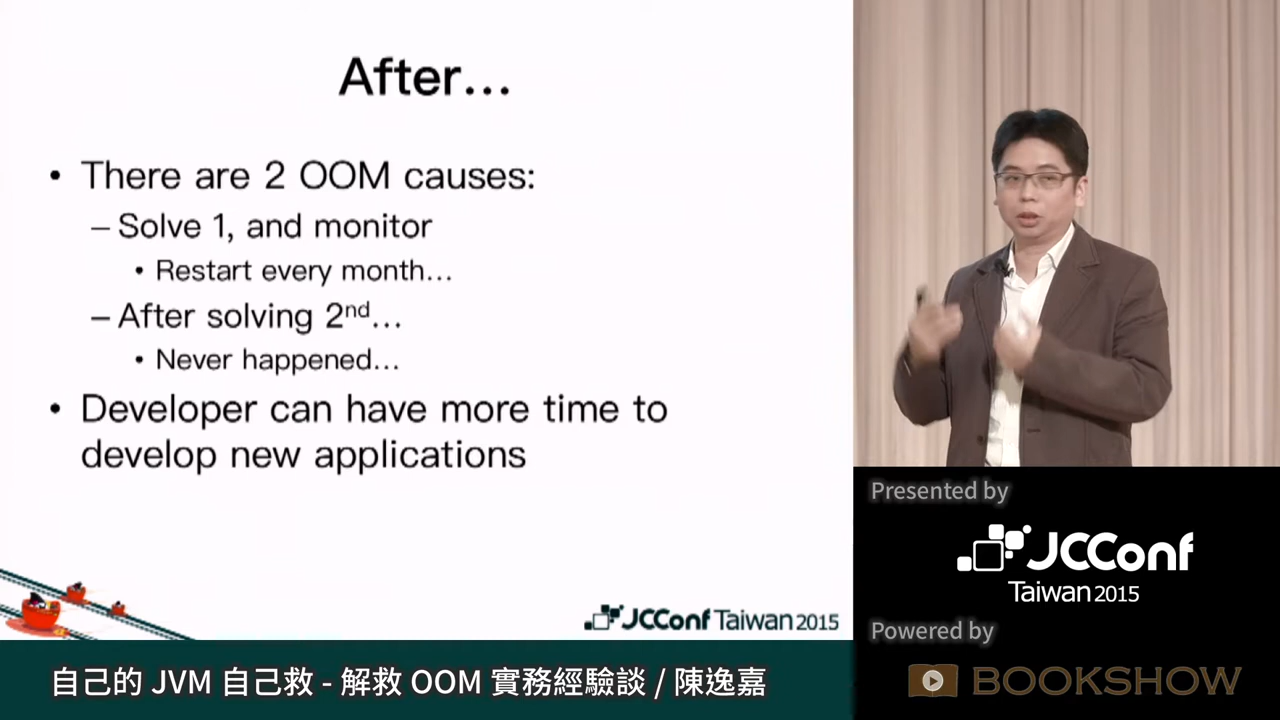 After...
• There are 2 OOM causes:
– Solve 1, and monitor
• Restart every month...
– After solving 2nd...
• Never happened...
• Developer can have more time to
develop new applications
JCConf Taiwan 2015
自己的 JVM 自己救 - 解救 OOM 實務經驗談 / 陳逸嘉
Presented by
JCConf
Taiwan 2015
Powered by
BOOKSHOW